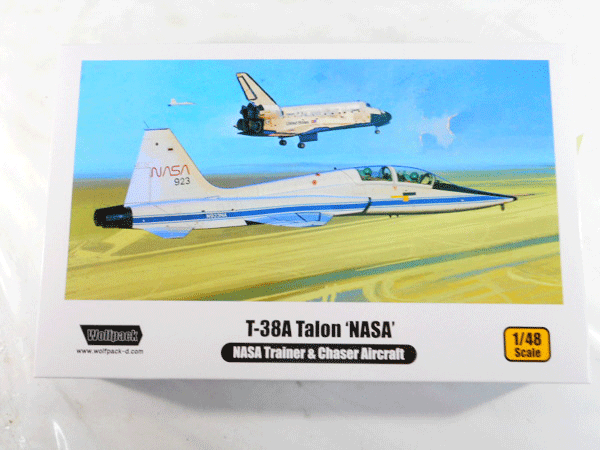 NASA
923
Wolfpack
www.wolfpack-d.com
T-38A Talon ‘NASA’
NASA Trainer & Chaser Aircraft
1/48
Scale